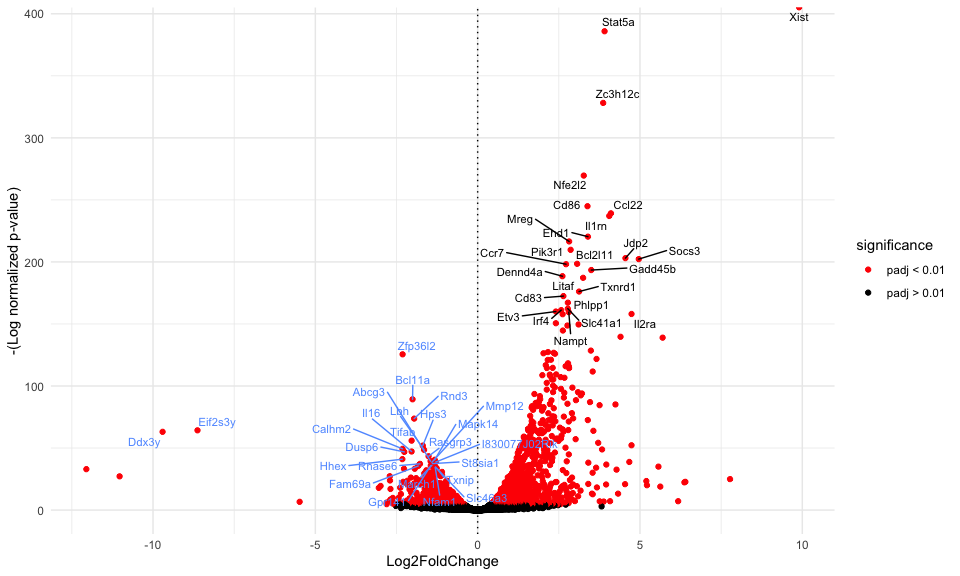 400
300
200
100
0
-10
-5
0
5
10
-(Log normalized p-value)
Log2FoldChange
Xist
Stat5a
Zc3h12c
Nfe2l2
Cd86
Ccl22
Mreg
Il1rn
End1
Jdp2
Pik3r1
Bcl2l11
Socs3
Ccr7
Gadd45b
Dennd4a
Litaf
Txnrd1
Cd83
Phlpp1
Etv3
Irf4
Slc41a1
Il2ra
Nampt
Zfp36l2
Bcl11a
Abcg3
Rnd3
Mmp12
Il16
Hps3
Eif2s3y
Mapk14
Calhm2
Tifab
Ddx3y
Rasgrp3
Dusp6
Hhex
Rnase6
St8sia1
Fam69a
Txnip
Nfam1
Slc46a3
significance
padj < 0.01
padj > 0.01